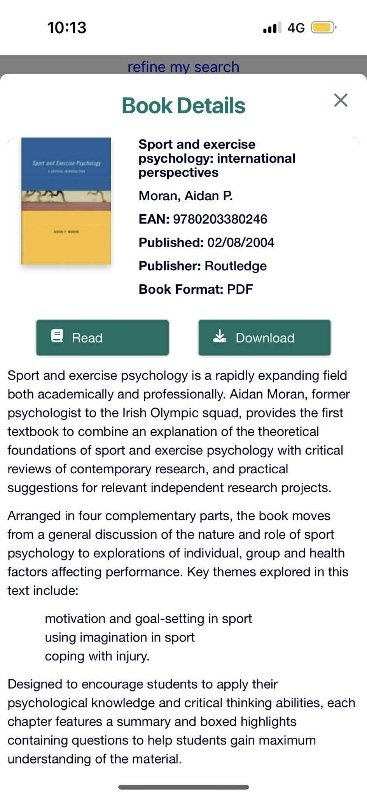 10:13
4G
refine my search
Book Details
Sport and Exercise Psychology
A CRITICAL INTRODUCTION
AIDAN P. MORAN
Sport and exercise
psychology: international
perspectives
Moran, Aidan P.
EAN: 9780203380246
Published: 02/08/2004
Publisher: Routledge
Book Format: PDF
Read
Download
Sport and exercise psychology is a rapidly expanding field
both academically and professionally. Aidan Moran, former
psychologist to the Irish Olympic squad, provides the first
textbook to combine an explanation of the theoretical
foundations of sport and exercise psychology with critical
reviews of contemporary research, and practical
suggestions for relevant independent research projects.
Arranged in four complementary parts, the book moves
from a general discussion of the nature and role of sport
psychology to explorations of individual, group and health
factors affecting performance. Key themes explored in this
text include:
motivation and goal-setting in sport
using imagination in sport
coping with injury.
Designed to encourage students to apply their
psychological knowledge and critical thinking abilities, each
chapter features a summary and boxed highlights
containing questions to help students gain maximum
understanding of the material.